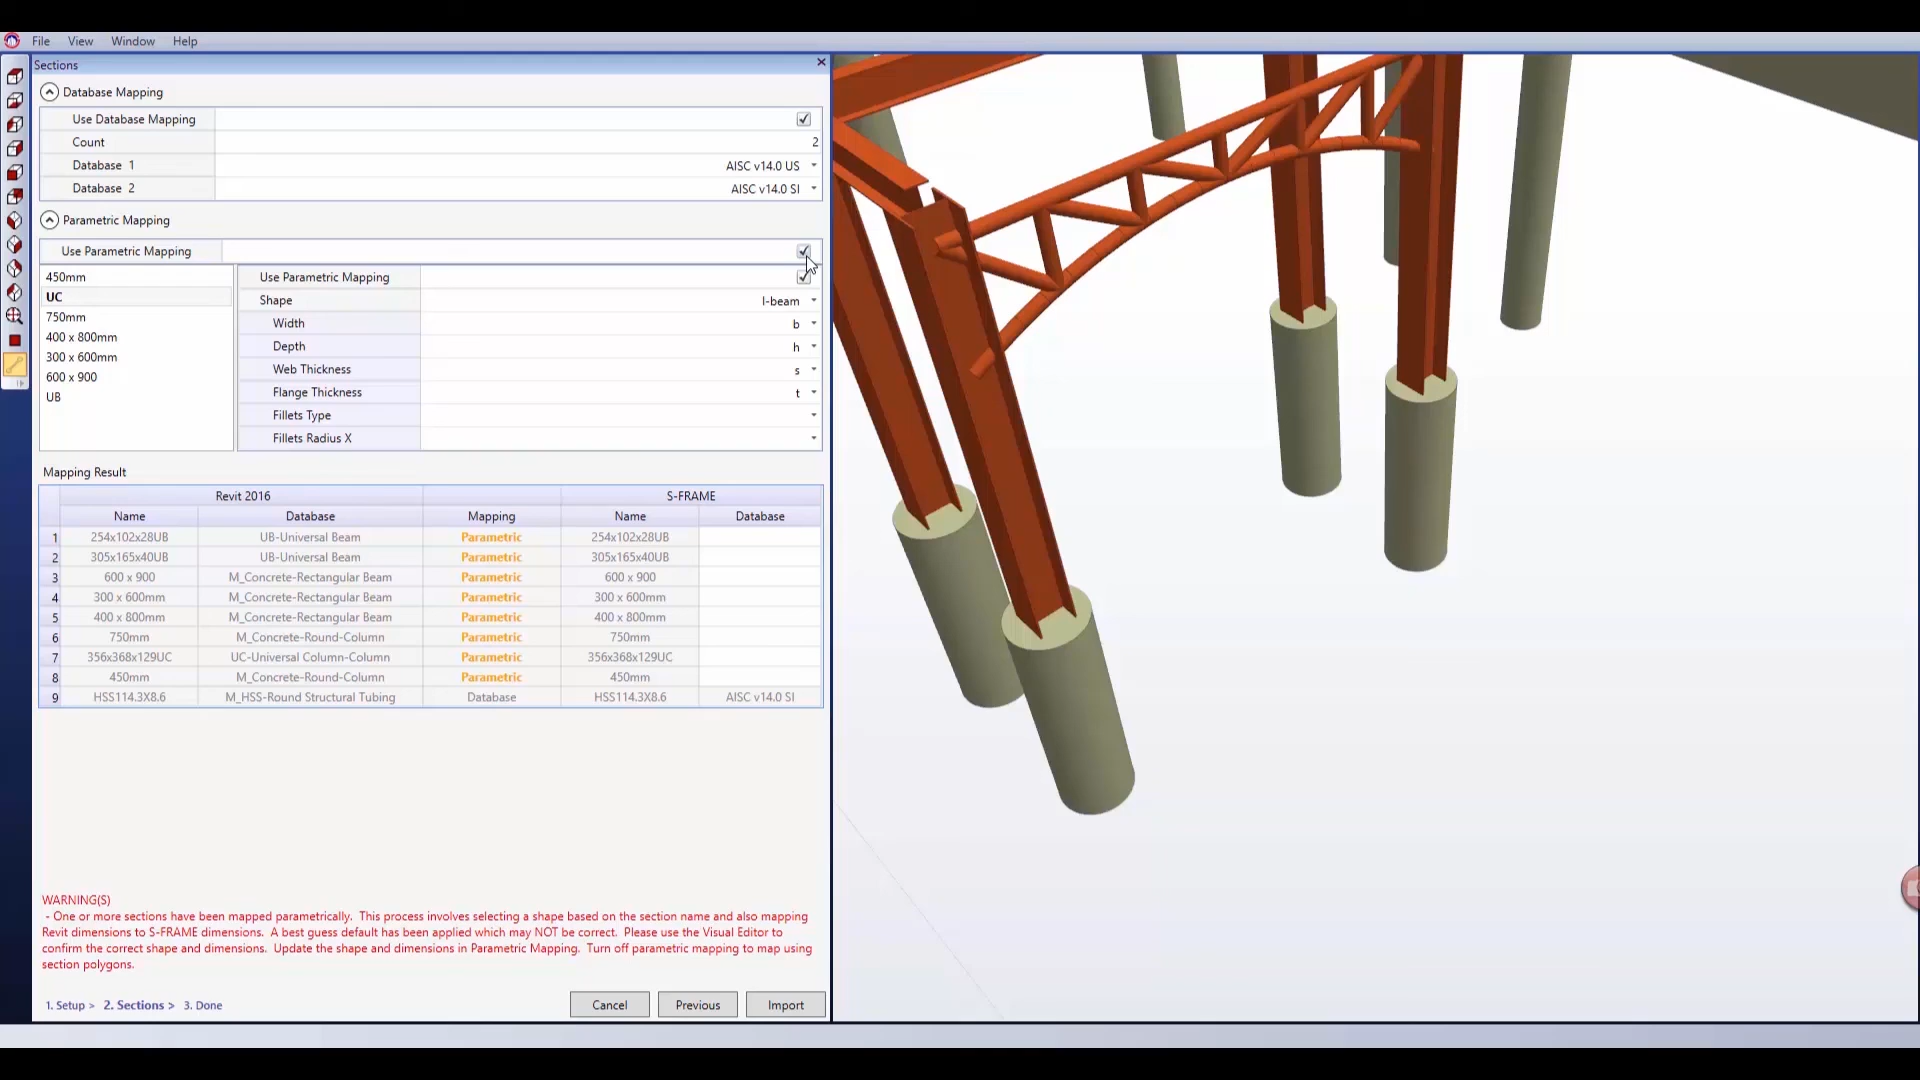 File View Window Help
Sections
Database Mapping
Use Database Mapping
Count 2
Database 1 AISC v14.0 US
Database 2 AISC v14.0 SI
Parametric Mapping
Use Parametric Mapping
450mm
UC
750mm
400 x 800mm
300 x 600mm
600 x 900
UB
Use Parametric Mapping
Shape I-beam
Width b
Depth h
Web Thickness s
Flange Thickness t
Fillets Type
Fillets Radius X
Mapping Result
Revit 2016 S-FRAME
Name Database Mapping Name Database
1 254x102x28UB UB-Universal Beam Parametric 254x102x28UB
2 305x165x40UB UB-Universal Beam Parametric 305x165x40UB
3 600 x 900 M_Concrete-Rectangular Beam Parametric 600 x 900
4 300 x 600mm M_Concrete-Rectangular Beam Parametric 300 x 600mm
5 400 x 800mm M_Concrete-Rectangular Beam Parametric 400 x 800mm
6 750mm M_Concrete-Round-Column Parametric 750mm
7 356x368x129UC UC-Universal Column-Column Parametric 356x368x129UC
8 450mm M_Concrete-Round-Column Parametric 450mm
9 HSS114.3X8.6 M_HSS-Round Structural Tubing Database HSS114.3X8.6 AISC v14.0 SI
WARNING(S)
- One or more sections have been mapped parametrically. This process involves selecting a shape based on the section name and also mapping
Revit dimensions to S-FRAME dimensions. A best guess default has been applied which may NOT be correct. Please use the Visual Editor to
confirm the correct shape and dimensions. Update the shape and dimensions in Parametric Mapping. Turn off parametric mapping to map using
section polygons.
1. Setup > 2. Sections > 3. Done
Cancel Previous Import